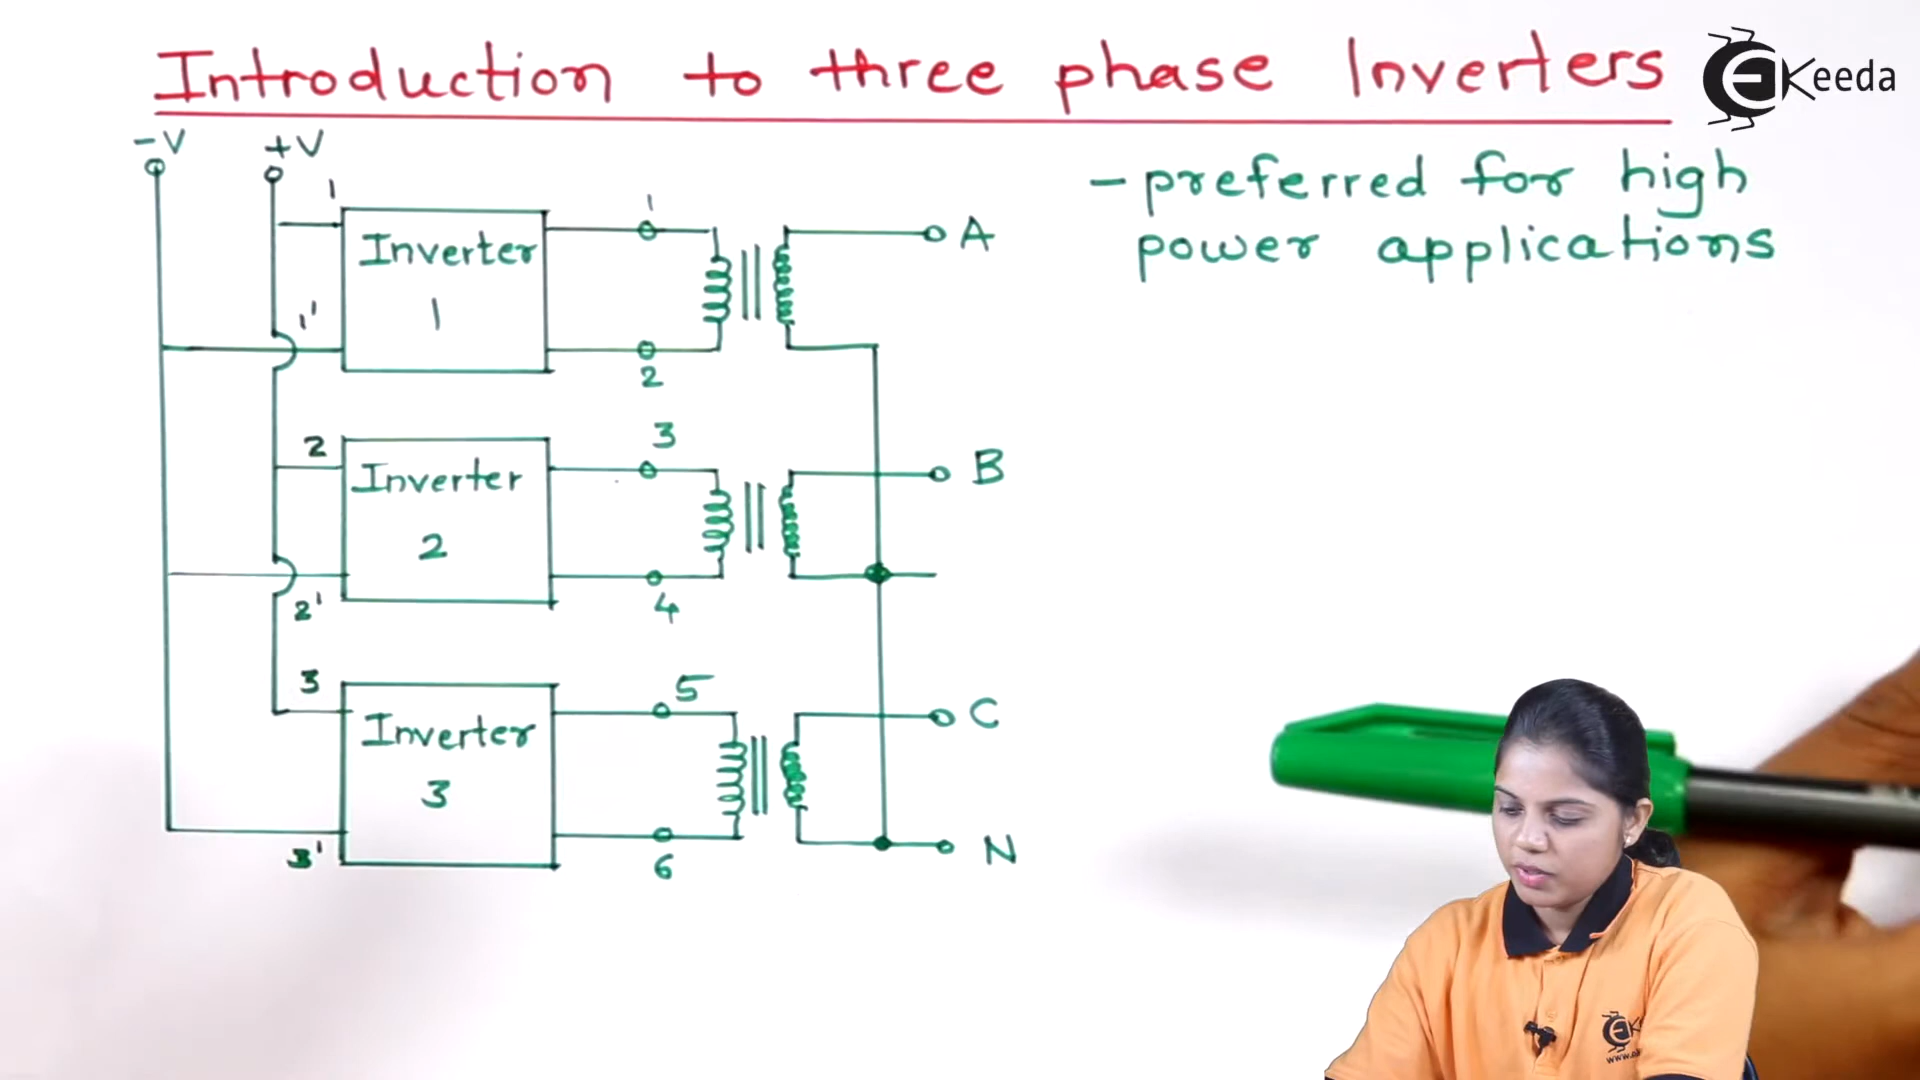 Introduction to three phase Inverters
EKeeda
-V
+V
- preferred for high
power applications
1
1
Inverter
1
1'
A
2
3
2
Inverter
2
B
2'
4
3
5
Inverter
3
C
3'
6
N